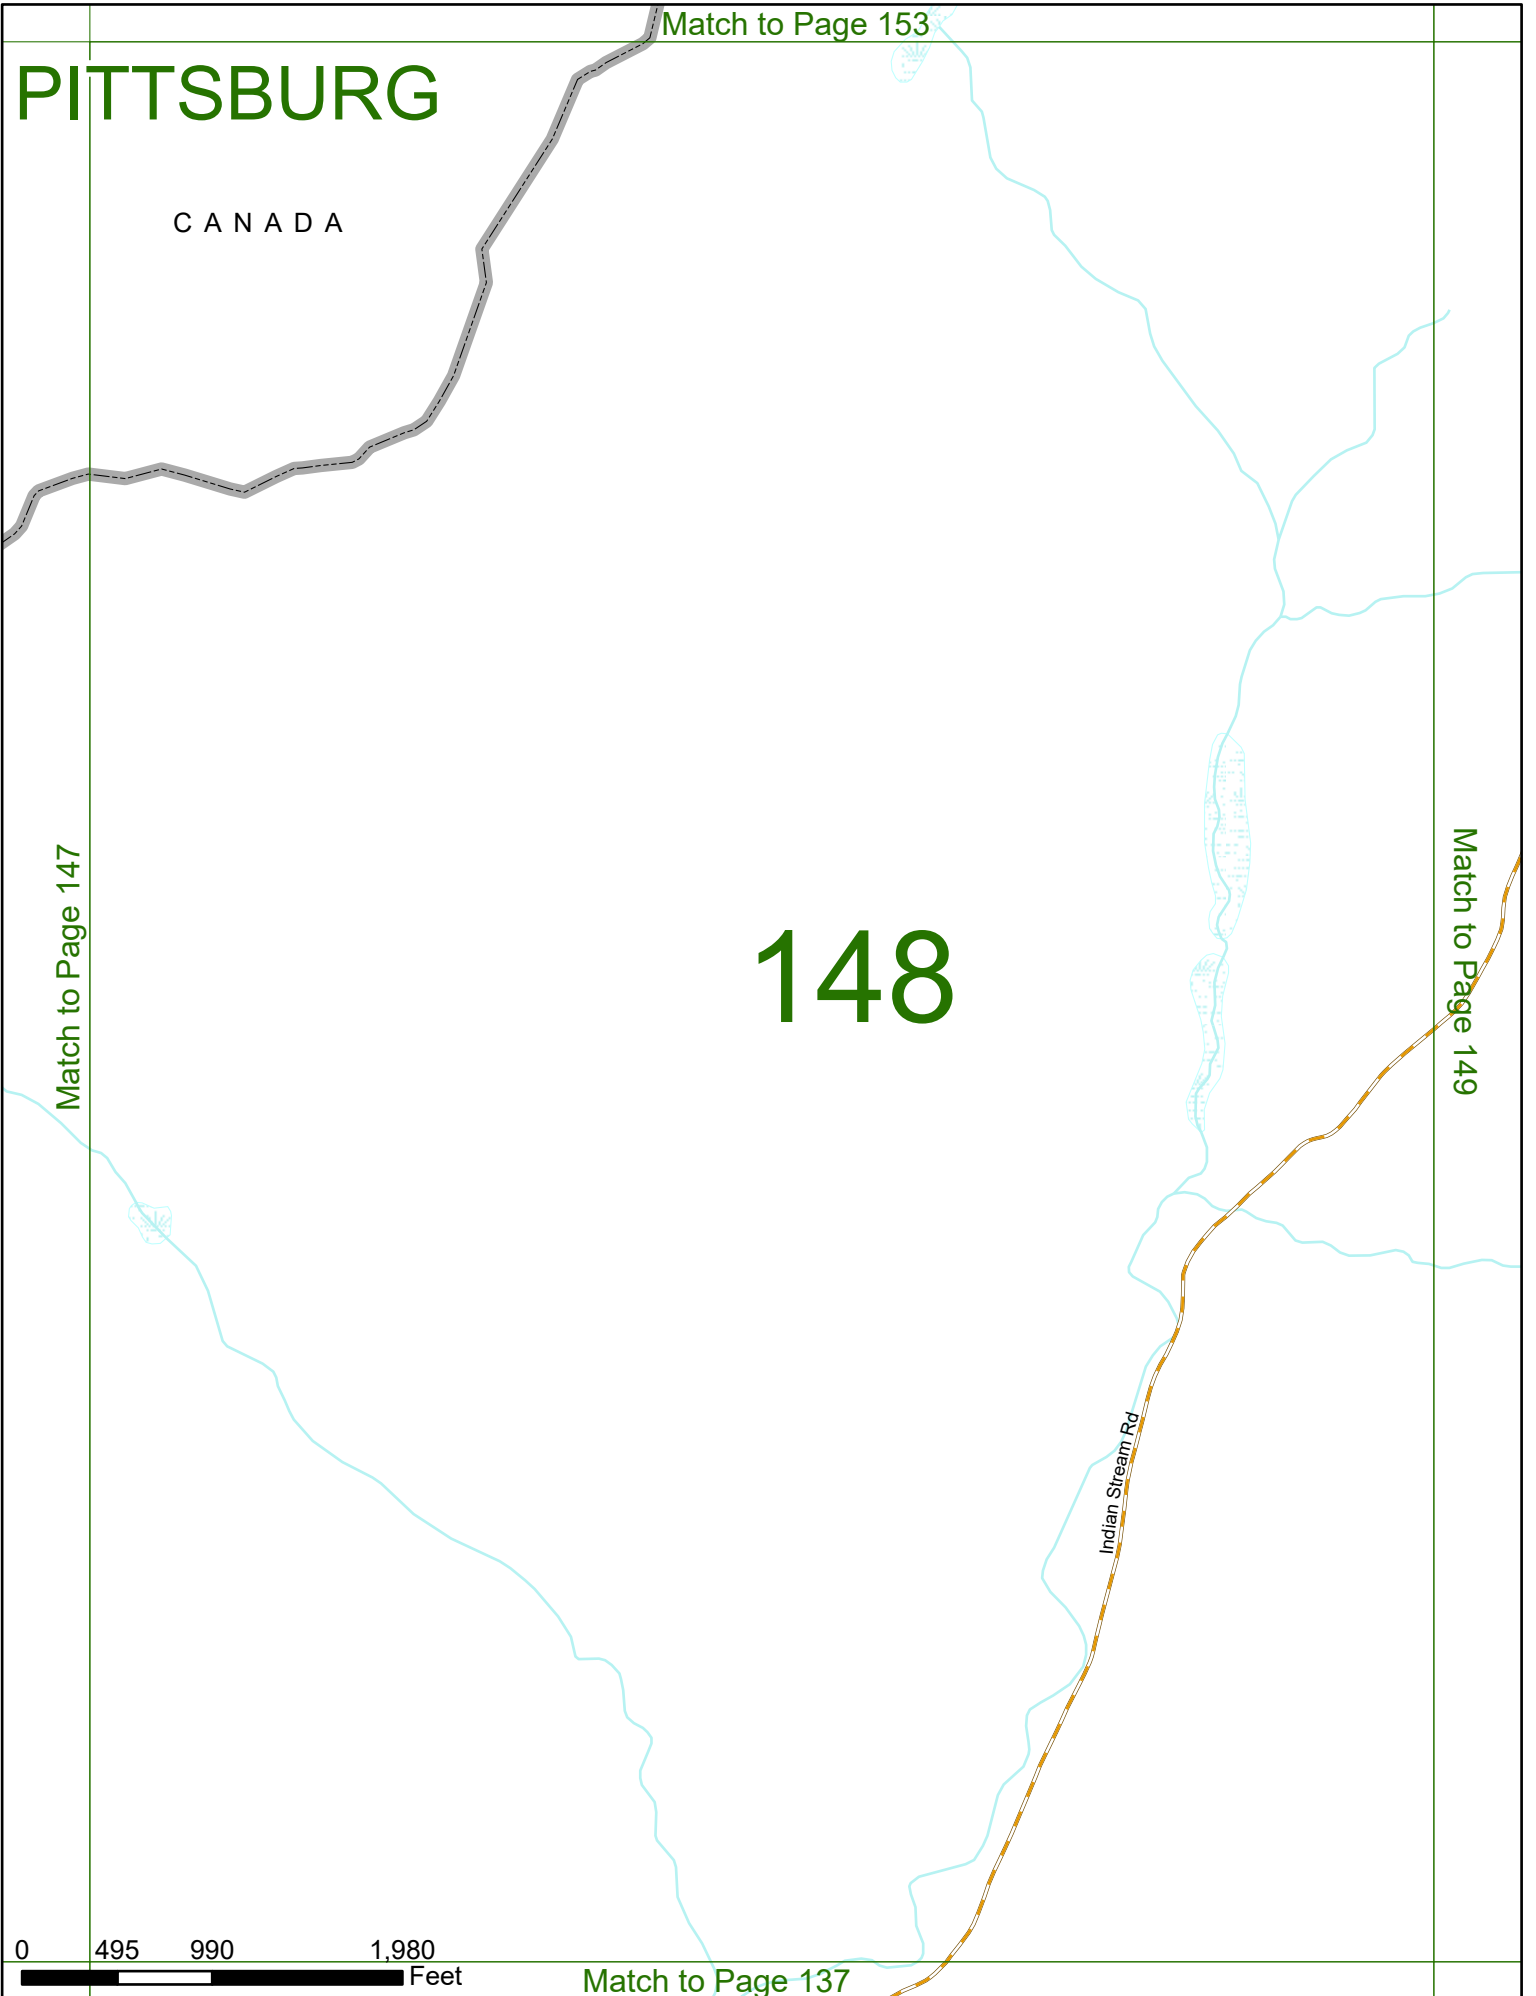 Match to Page 153
PITTSBURG
C A N A D A
Match to Page 147
148
Match to Page 149
Indian Stream Rd
0 495 990 1,980
Feet
Match to Page 137